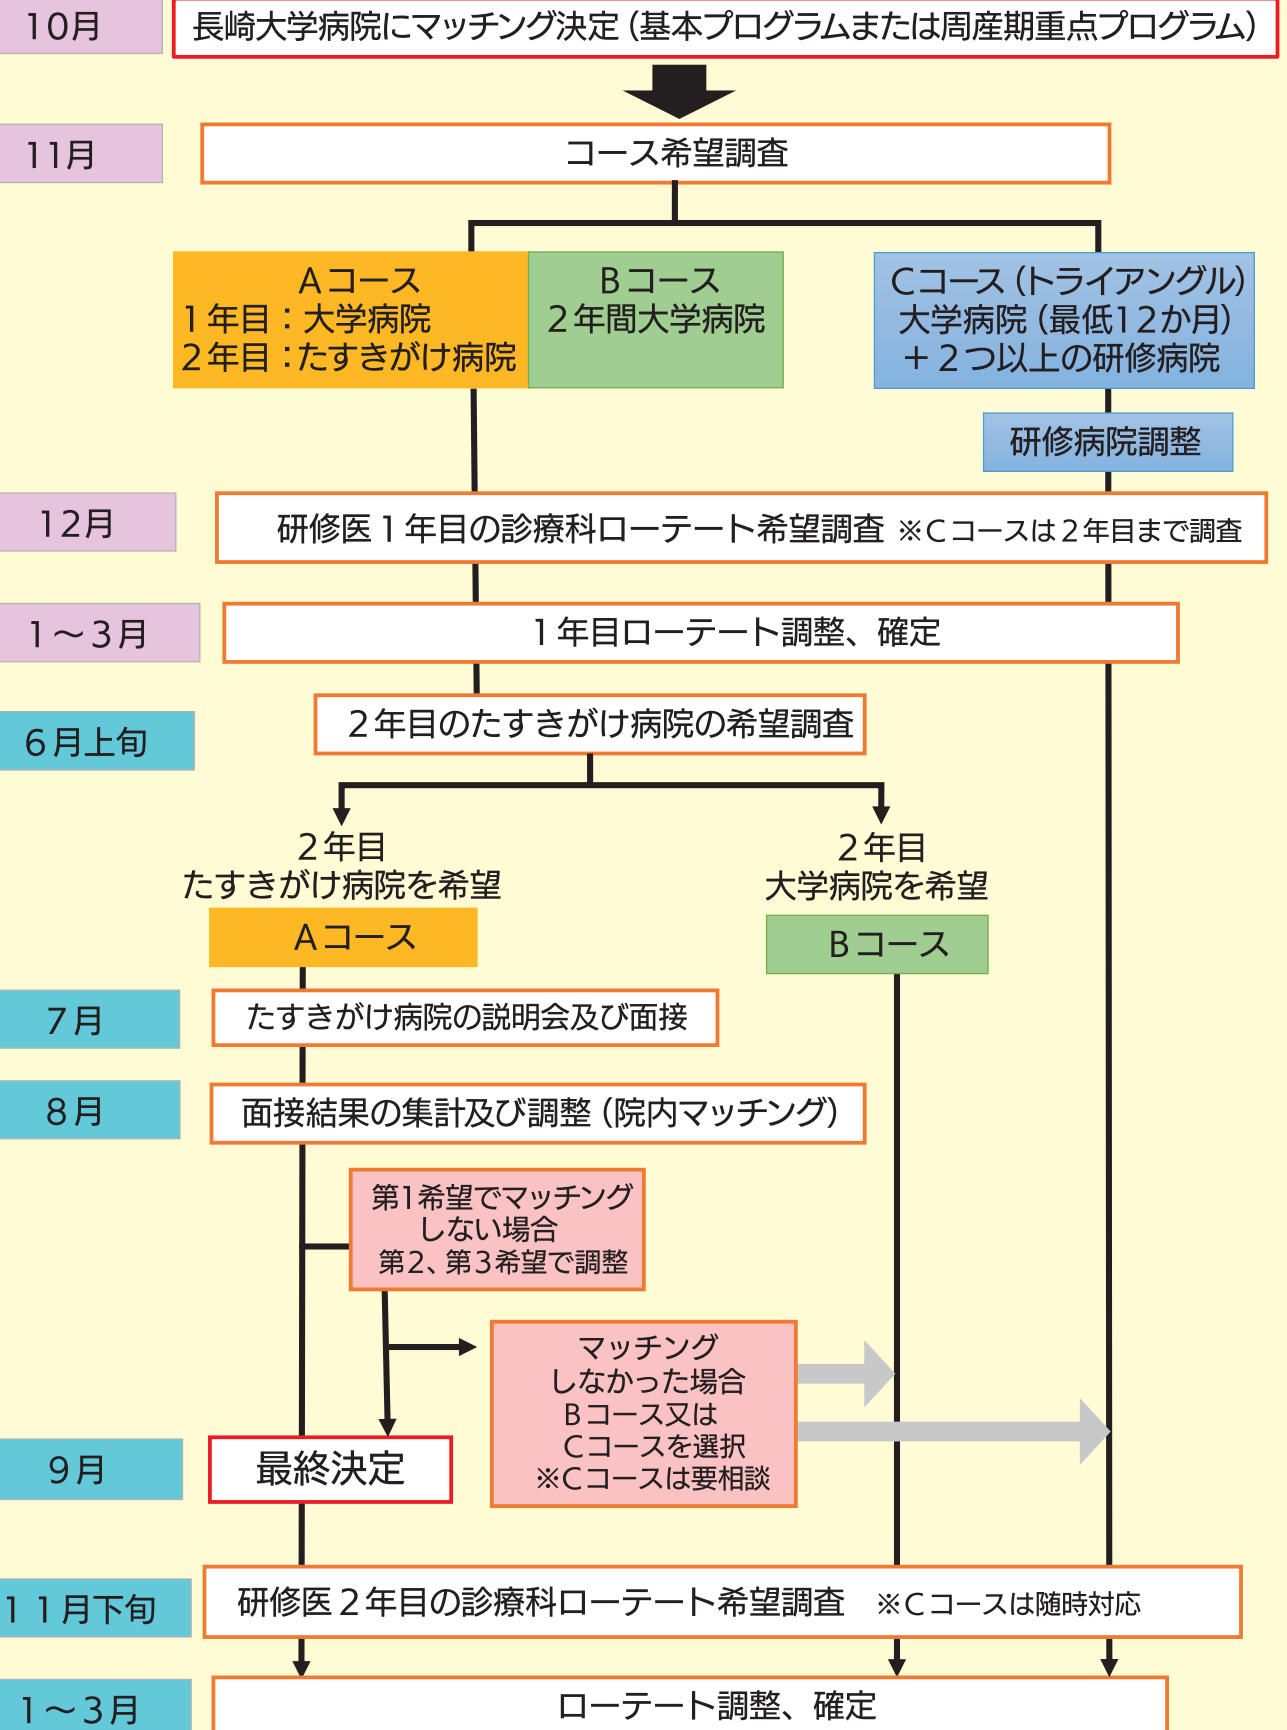 10月
長崎大学病院にマッチング決定（基本プログラムまたは周産期重点プログラム）
11月
コース希望調査
Aコース
1年目：大学病院
2年目：たすきがけ病院
Bコース
2年間大学病院
Cコース（トライアングル）
大学病院（最低12か月）
＋2つ以上の研修病院
研修病院調整
12月
研修医1年目の診療科ローテート希望調査 ※Cコースは2年目まで調査
1～3月
1年目ローテート調整、確定
6月上旬
2年目のたすきがけ病院の希望調査
2年目
たすきがけ病院を希望
Aコース
2年目
大学病院を希望
Bコース
7月
たすきがけ病院の説明会及び面接
8月
面接結果の集計及び調整（院内マッチング）
第1希望でマッチング
しない場合
第2、第3希望で調整
マッチング
しなかった場合
Bコース又は
Cコースを選択
※Cコースは要相談
9月
最終決定
11月下旬
研修医2年目の診療科ローテート希望調査 ※Cコースは随時対応
1～3月
ローテート調整、確定